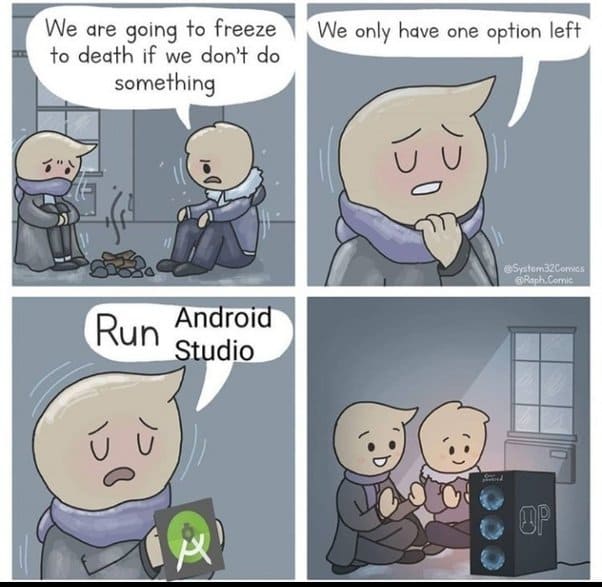 We are going to freeze
to death if we don't do
something
We only have one option left
@System32Comics
@Raph_Comic
Run Android
Studio
OP